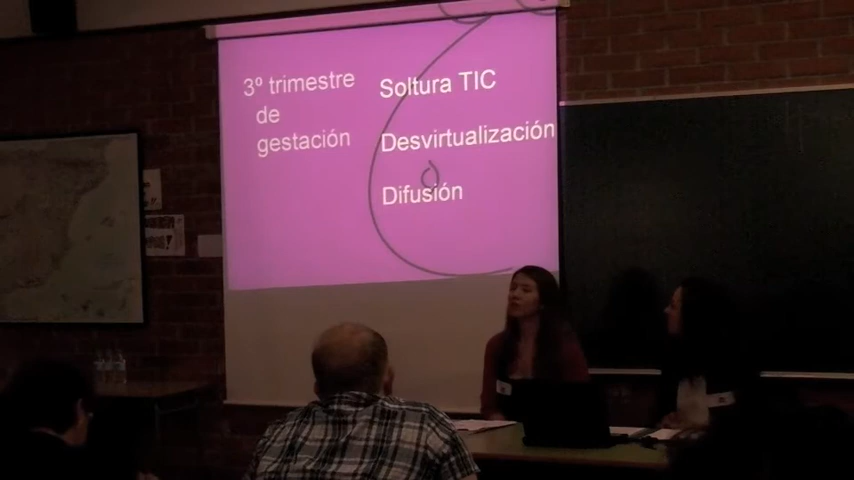 3º trimestre
de
gestación
Soltura TIC
Desvirtualización
Difusión